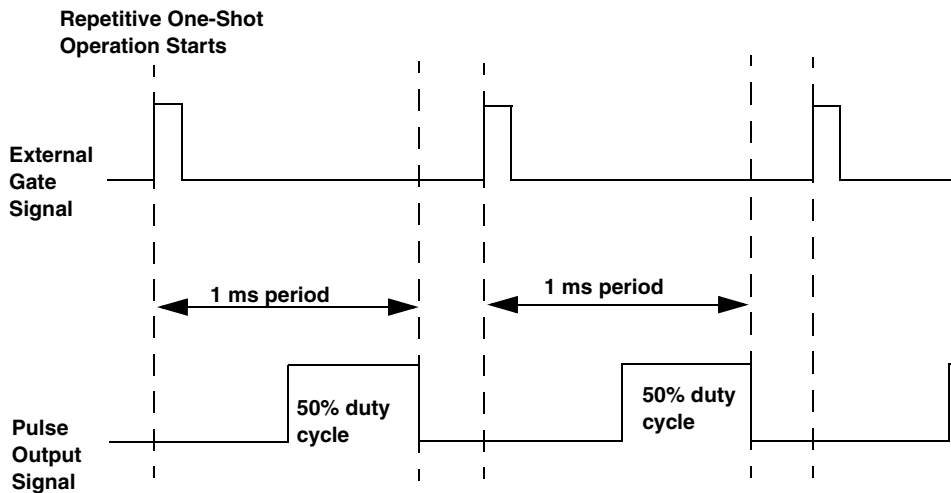 Repetitive One-Shot
Operation Starts
External
Gate
Signal
1 ms period
1 ms period
50% duty
cycle
50% duty
cycle
Pulse
Output
Signal